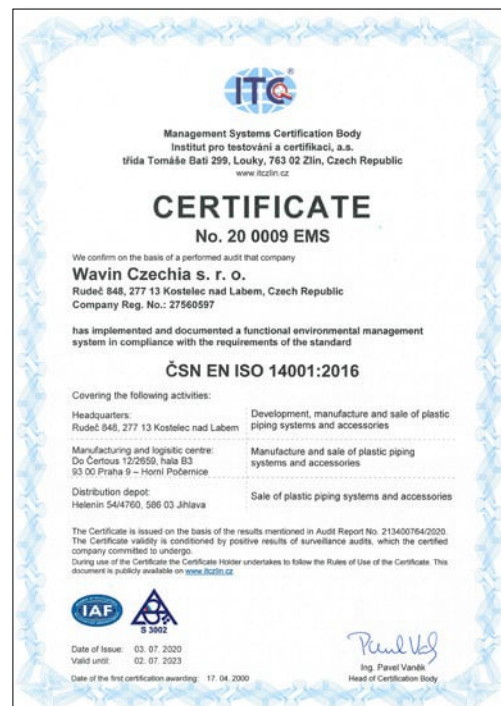 ITC®
Management Systems Certification Body
Institut pro testování a certifikaci, a.s.
třída Tomáše Bati 299, Louky, 763 02 Zlín, Czech Republic
www.itczlin.cz
CERTIFICATE
No. 20 0009 EMS
We confirm on the basis of a performed audit that company
Wavin Czechia s. r. o.
Rudeč 848, 277 13 Kostelec nad Labem, Czech Republic
Company Reg. No.: 27560597
has implemented and documented a functional environmental management
system in compliance with the requirements of the standard
ČSN EN ISO 14001:2016
Covering the following activities:
Headquarters:
Rudeč 848, 277 13 Kostelec nad Labem
Development, manufacture and sale of plastic
piping systems and accessories
Manufacturing and logisitic centre:
Do Čertous 12/2659, hala B3
93 00 Praha 9 – Horní Počernice
Manufacture and sale of plastic piping
systems and accessories
Distribution depot:
Helenín 54/4760, 586 03 Jihlava
Sale of plastic piping systems and accessories
The Certificate is issued on the basis of the results mentioned in Audit Report No. 213400764/2020.
The Certificate validity is conditioned by positive results of surveillance audits, which the certified
company committed to undergo.
During use of the Certificate the Certificate Holder undertakes to follow the Rules of Use of the Certificate. This
document is publicly available on www.itczlin.cz
IAF
S 3002
Date of Issue: 03. 07. 2020
Valid until: 02. 07. 2023
Date of the first certification awarding: 17. 04. 2000
Ing. Pavel Vaněk
Head of Certification Body